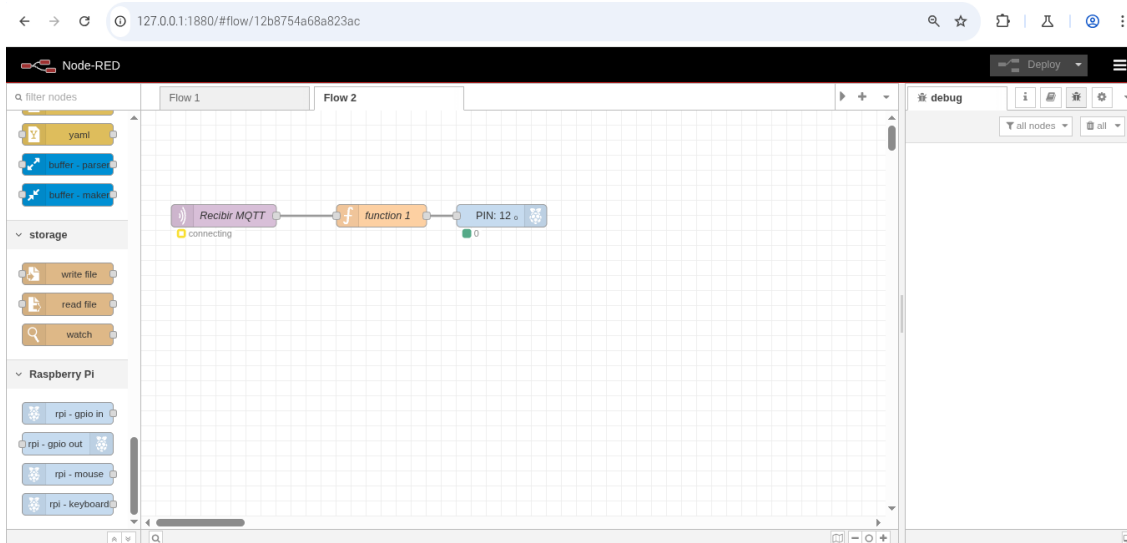 127.0.0.1:1880/#flow/12b8754a68a823ac
Node-RED
Deploy
filter nodes
Flow 1
Flow 2
debug
i
all nodes
all
yaml
buffer - parser
buffer - maker
storage
write file
read file
watch
Raspberry Pi
rpi - gpio in
rpi - gpio out
rpi - mouse
rpi - keyboard
Recibir MQTT
connecting
function 1
PIN: 12
0